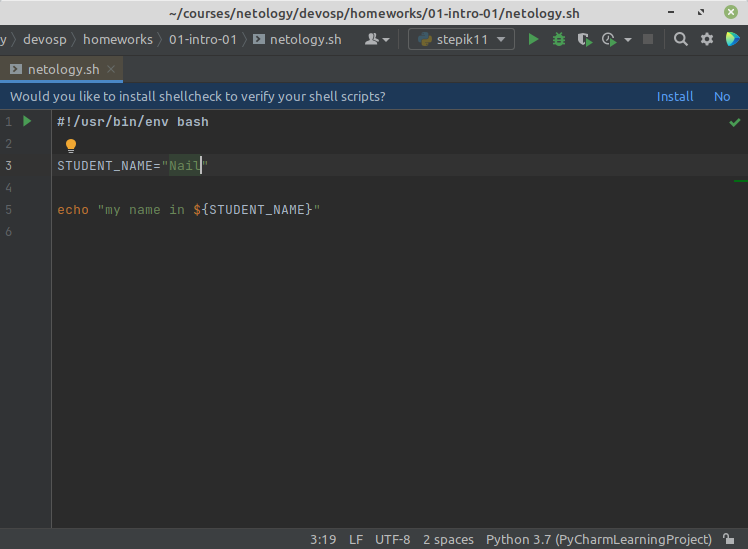 ~/courses/netology/devosp/homeworks/01-intro-01/netology.sh
y devosp homeworks 01-intro-01 netology.sh stepik11
netology.sh
Would you like to install shellcheck to verify your shell scripts? Install No
1 #!/usr/bin/env bash
2
3 STUDENT_NAME="Nail"
4
5 echo "my name in ${STUDENT_NAME}"
6
3:19 LF UTF-8 2 spaces Python 3.7 (PyCharmLearningProject)